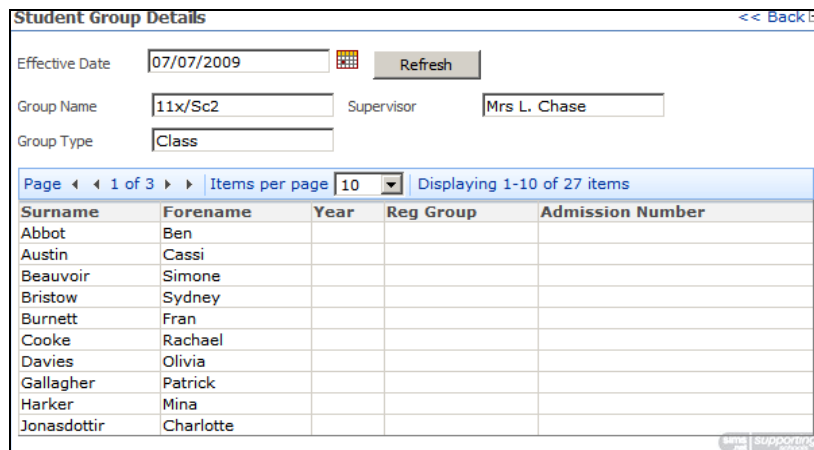 Student Group Details << Back
Effective Date 07/07/2009 Refresh
Group Name 11x/Sc2 Supervisor Mrs L. Chase
Group Type Class
Page 1 of 3 Items per page 10 Displaying 1-10 of 27 items
Surname Forename Year Reg Group Admission Number
Abbot Ben
Austin Cassi
Beauvoir Simone
Bristow Sydney
Burnett Fran
Cooke Rachael
Davies Olivia
Gallagher Patrick
Harker Mina
Jonasdottir Charlotte
supporting